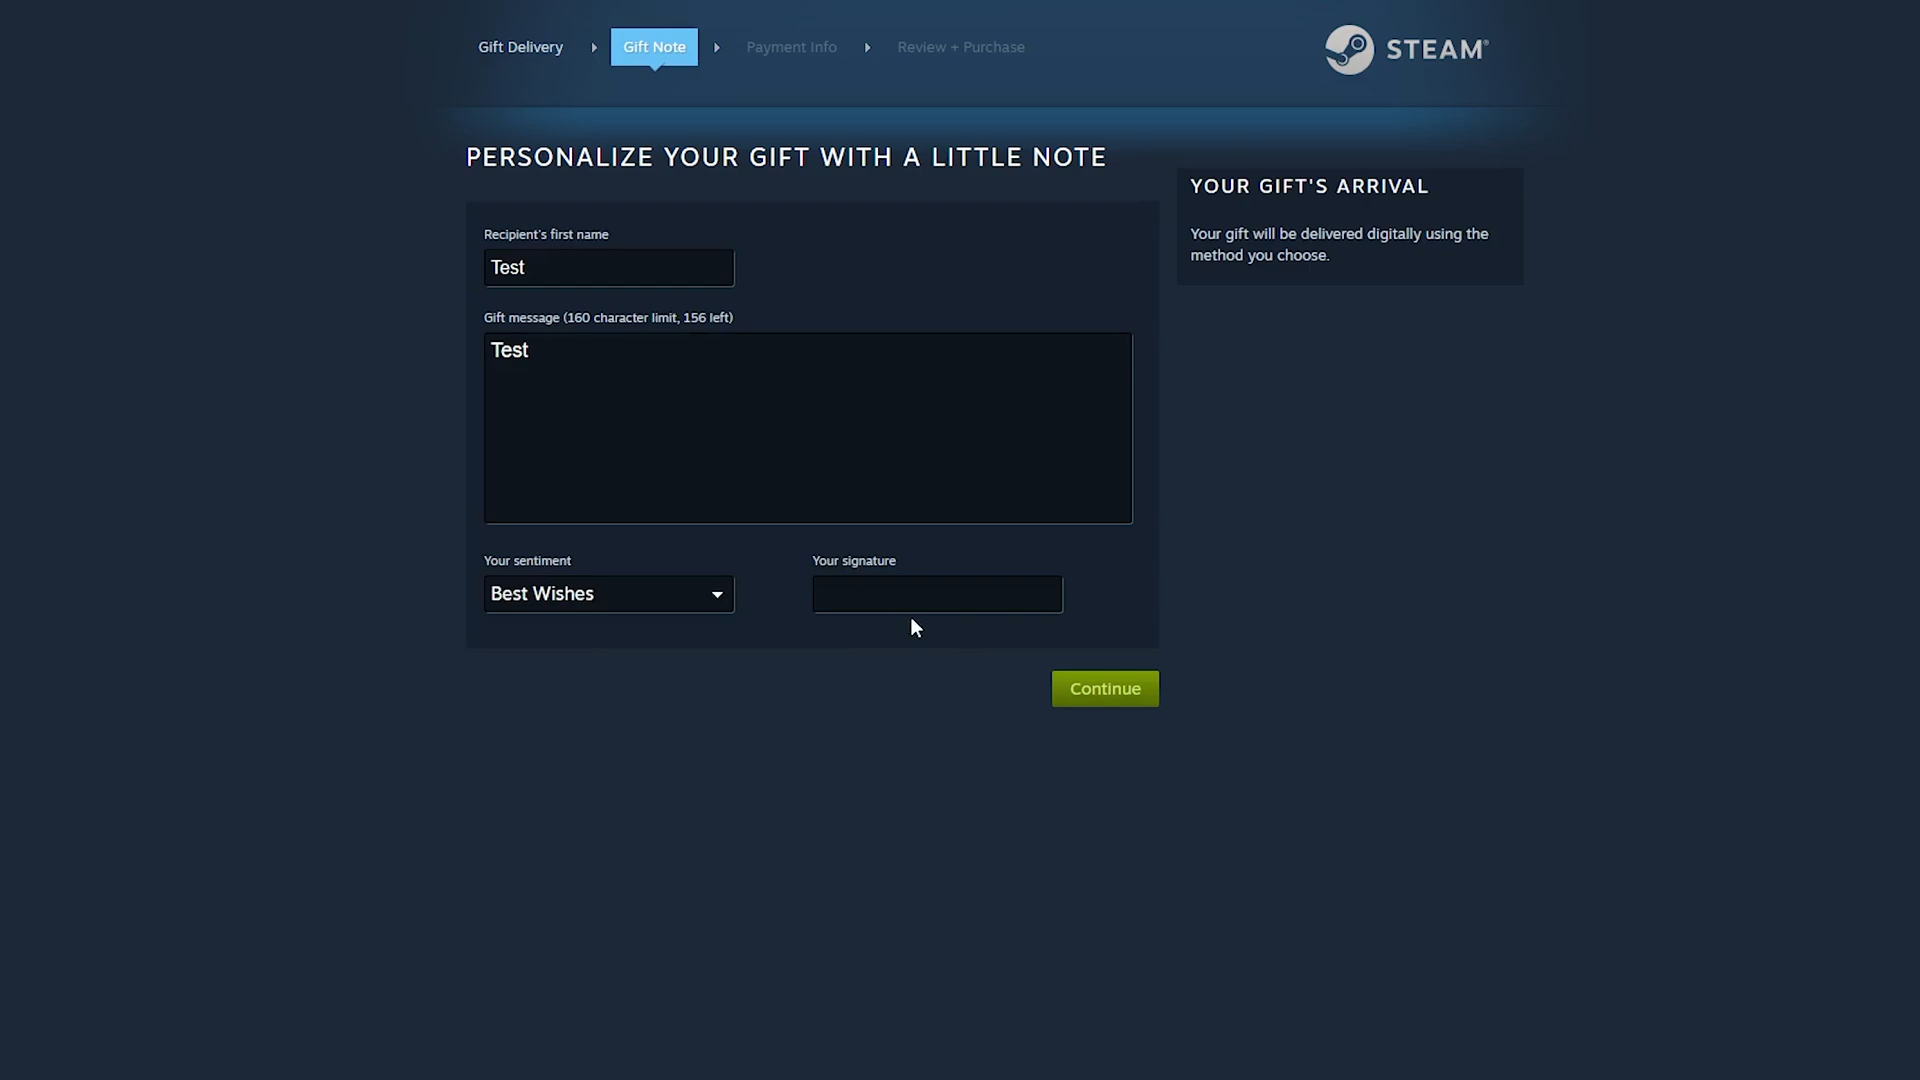 Gift Delivery Gift Note Payment Info Review + Purchase STEAM®
PERSONALIZE YOUR GIFT WITH A LITTLE NOTE
YOUR GIFT'S ARRIVAL
Your gift will be delivered digitally using the
method you choose.
Recipient's first name
Test
Gift message (160 character limit, 156 left)
Test
Your sentiment Your signature
Best Wishes
Continue